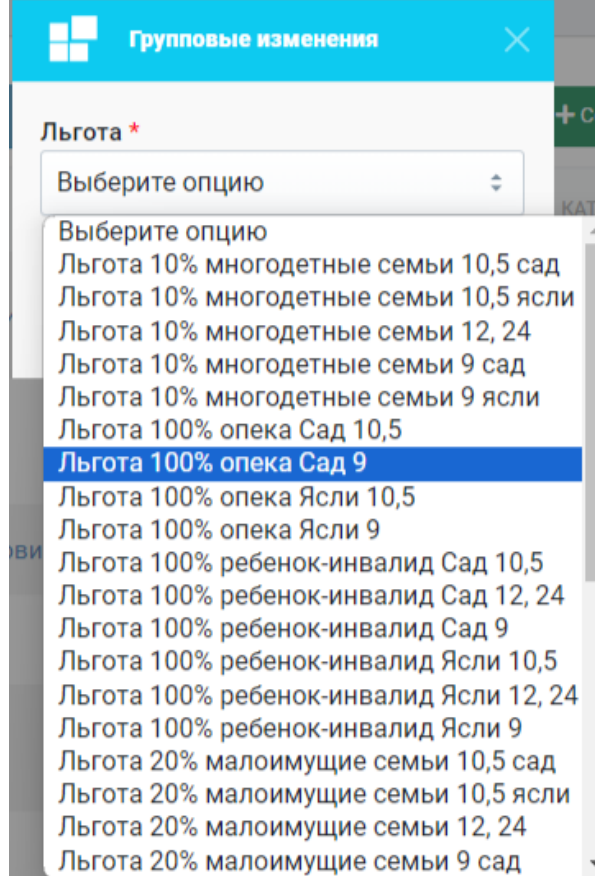 Групповые изменения
+ С
Льгота *
Выберите опцию
КАТ
Выберите опцию
Льгота 10% многодетные семьи 10,5 сад
Льгота 10% многодетные семьи 10,5 ясли
Льгота 10% многодетные семьи 12, 24
Льгота 10% многодетные семьи 9 сад
Льгота 10% многодетные семьи 9 ясли
Льгота 100% опека Сад 10,5
Льгота 100% опека Сад 9
Льгота 100% опека Ясли 10,5
Льгота 100% опека Ясли 9
ови
Льгота 100% ребенок-инвалид Сад 10,5
Льгота 100% ребенок-инвалид Сад 12, 24
Льгота 100% ребенок-инвалид Сад 9
Льгота 100% ребенок-инвалид Ясли 10,5
Льгота 100% ребенок-инвалид Ясли 12, 24
Льгота 100% ребенок-инвалид Ясли 9
Льгота 20% малоимущие семьи 10,5 сад
Льгота 20% малоимущие семьи 10,5 ясли
Льгота 20% малоимущие семьи 12, 24
Льгота 20% малоимущие семьи 9 сад